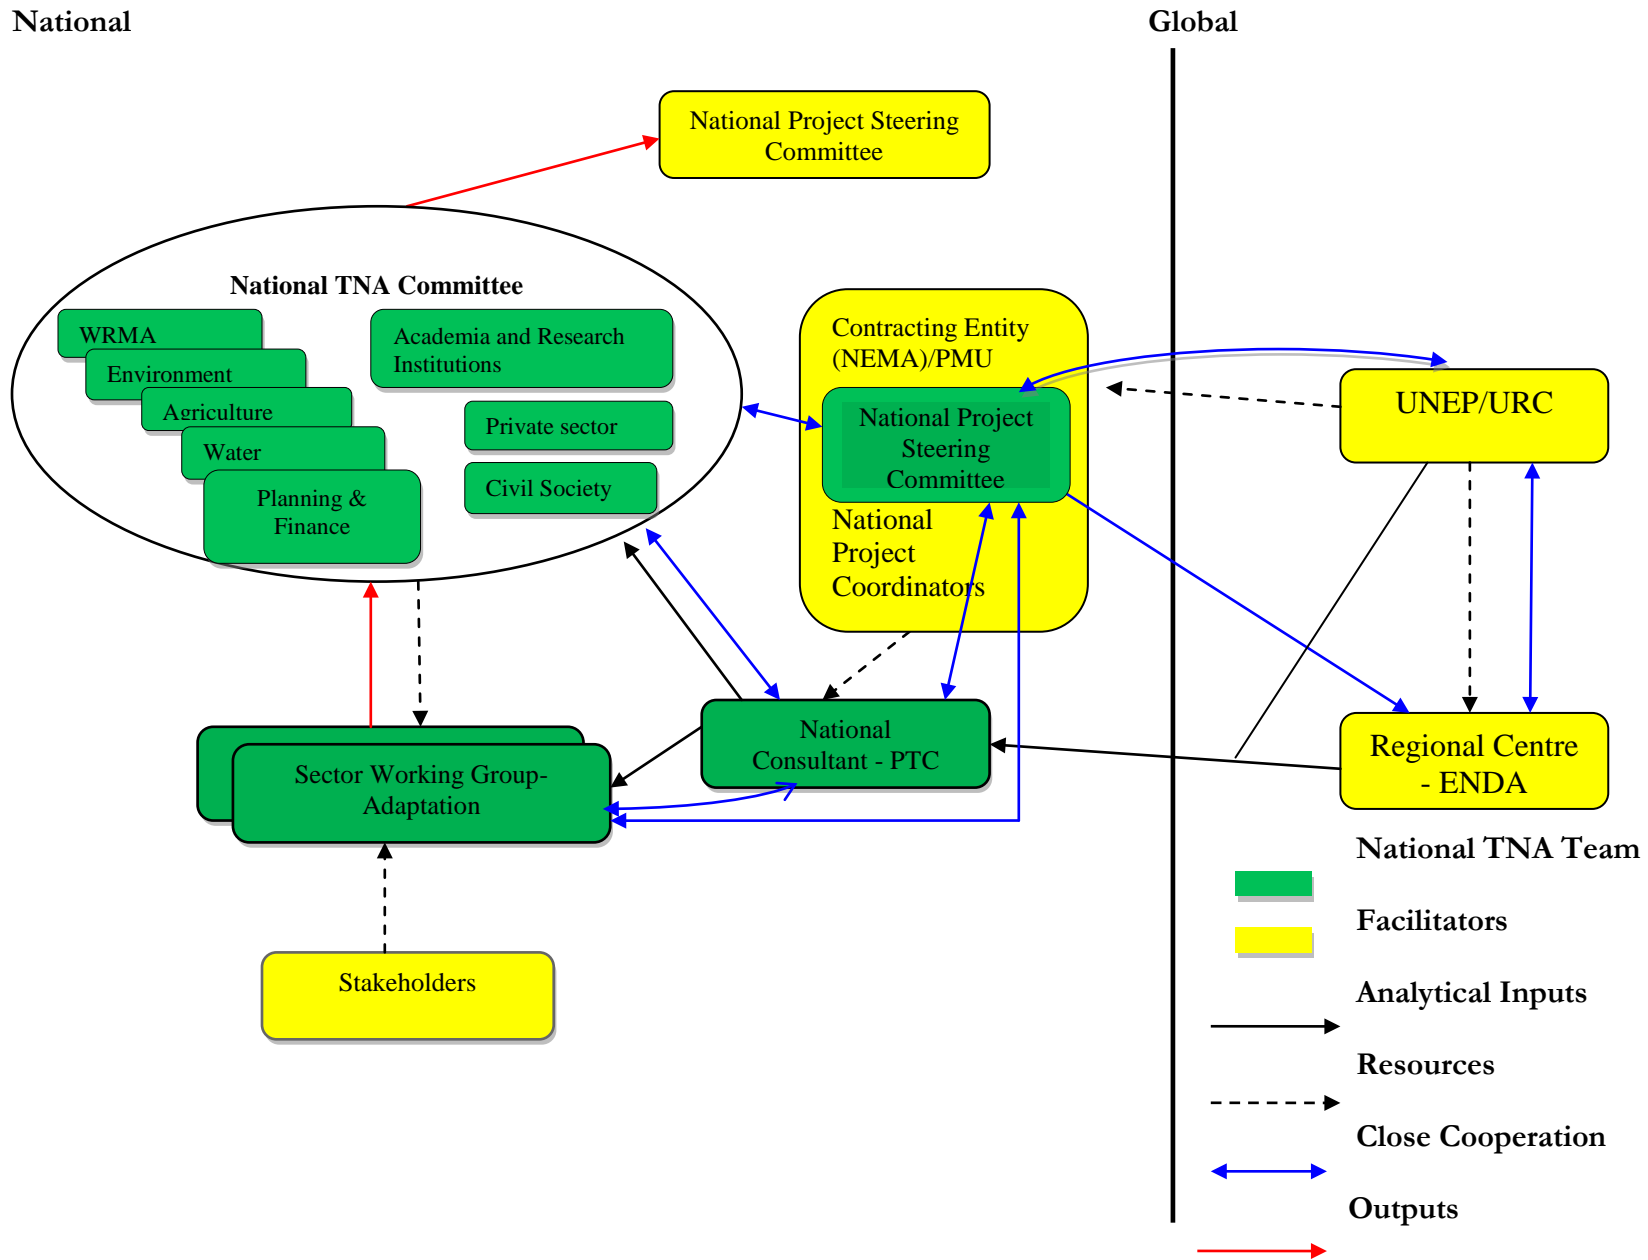 National
Global
National Project Steering
Committee
National TNA Committee
WRMA
Environment
Agriculture
Water
Planning &
Finance
Academia and Research
Institutions
Private sector
Civil Society
Contracting Entity
(NEMA)/PMU
National Project
Steering
Committee
National
Project
Coordinators
UNEP/URC
National
Consultant - PTC
Regional Centre
- ENDA
Sector Working Group-
Adaptation
Stakeholders
National TNA Team
Facilitators
Analytical Inputs
Resources
Close Cooperation
Outputs